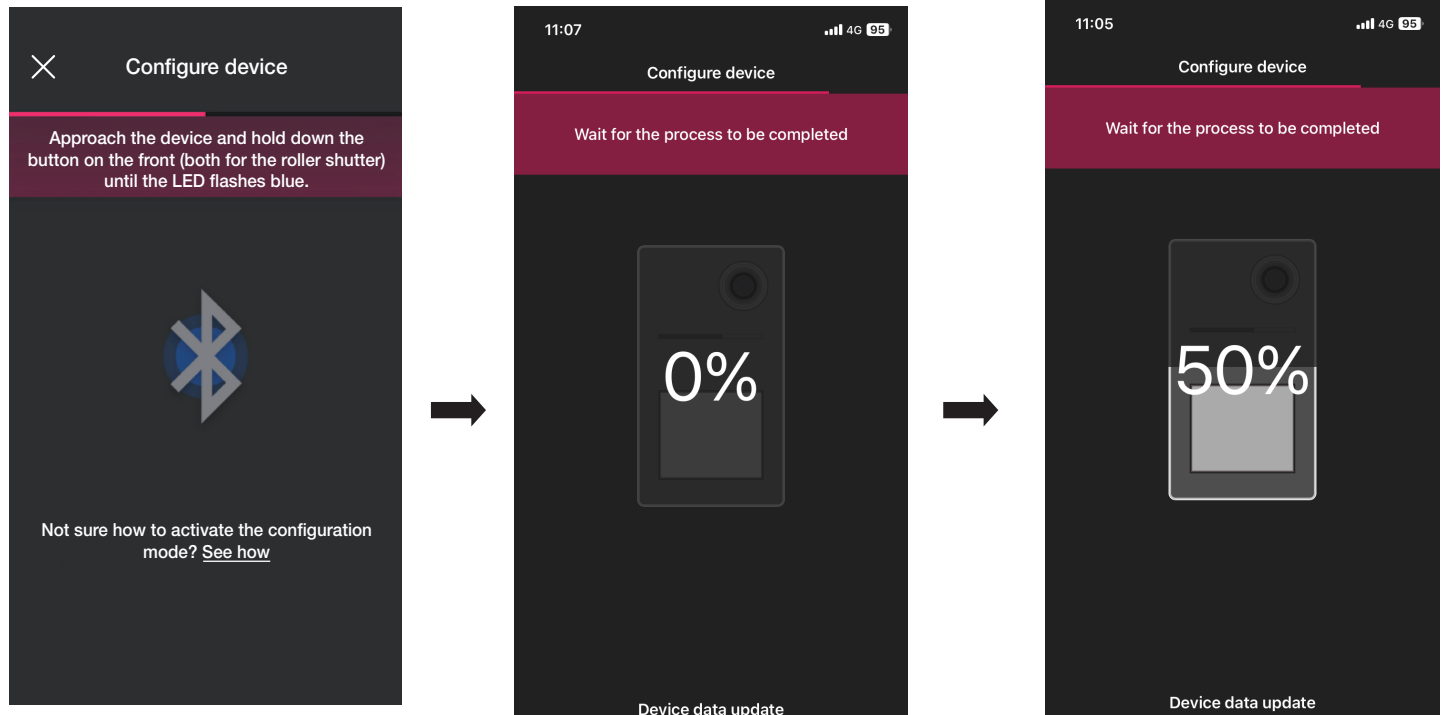 Configure device
Approach the device and hold down the
button on the front (both for the roller shutter)
until the LED flashes blue.
Not sure how to activate the configuration
mode? See how
11:07
4G 95
Configure device
Wait for the process to be completed
0%
Device data update
11:05
4G 95
Configure device
Wait for the process to be completed
50%
Device data update